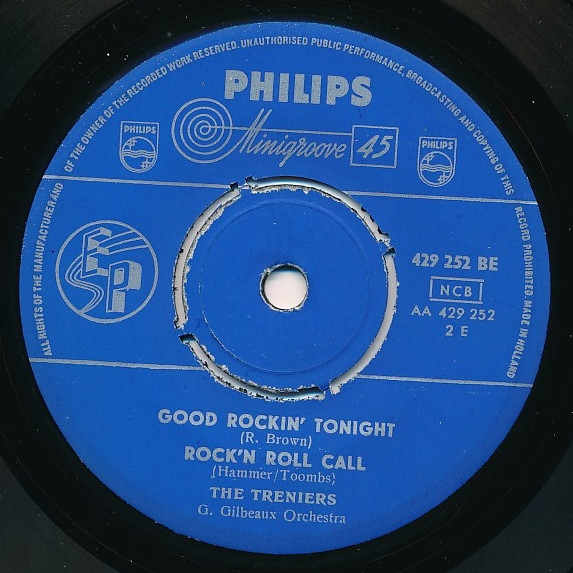 ALL RIGHTS OF THE MANUFACTURER AND OF THE OWNER OF THE RECORDED WORK RESERVED. UNAUTHORISED PUBLIC PERFORMANCE, BROADCASTING AND COPYING OF THIS RECORD PROHIBITED. MADE IN HOLLAND
PHILIPS
Minigroove 45
PHILIPS
PHILIPS
EP
429 252 BE
NCB
AA 429 252
2 E
GOOD ROCKIN' TONIGHT
(R. Brown)
ROCK'N ROLL CALL
(Hammer/Toombs)
THE TRENIERS
G. Gilbeaux Orchestra